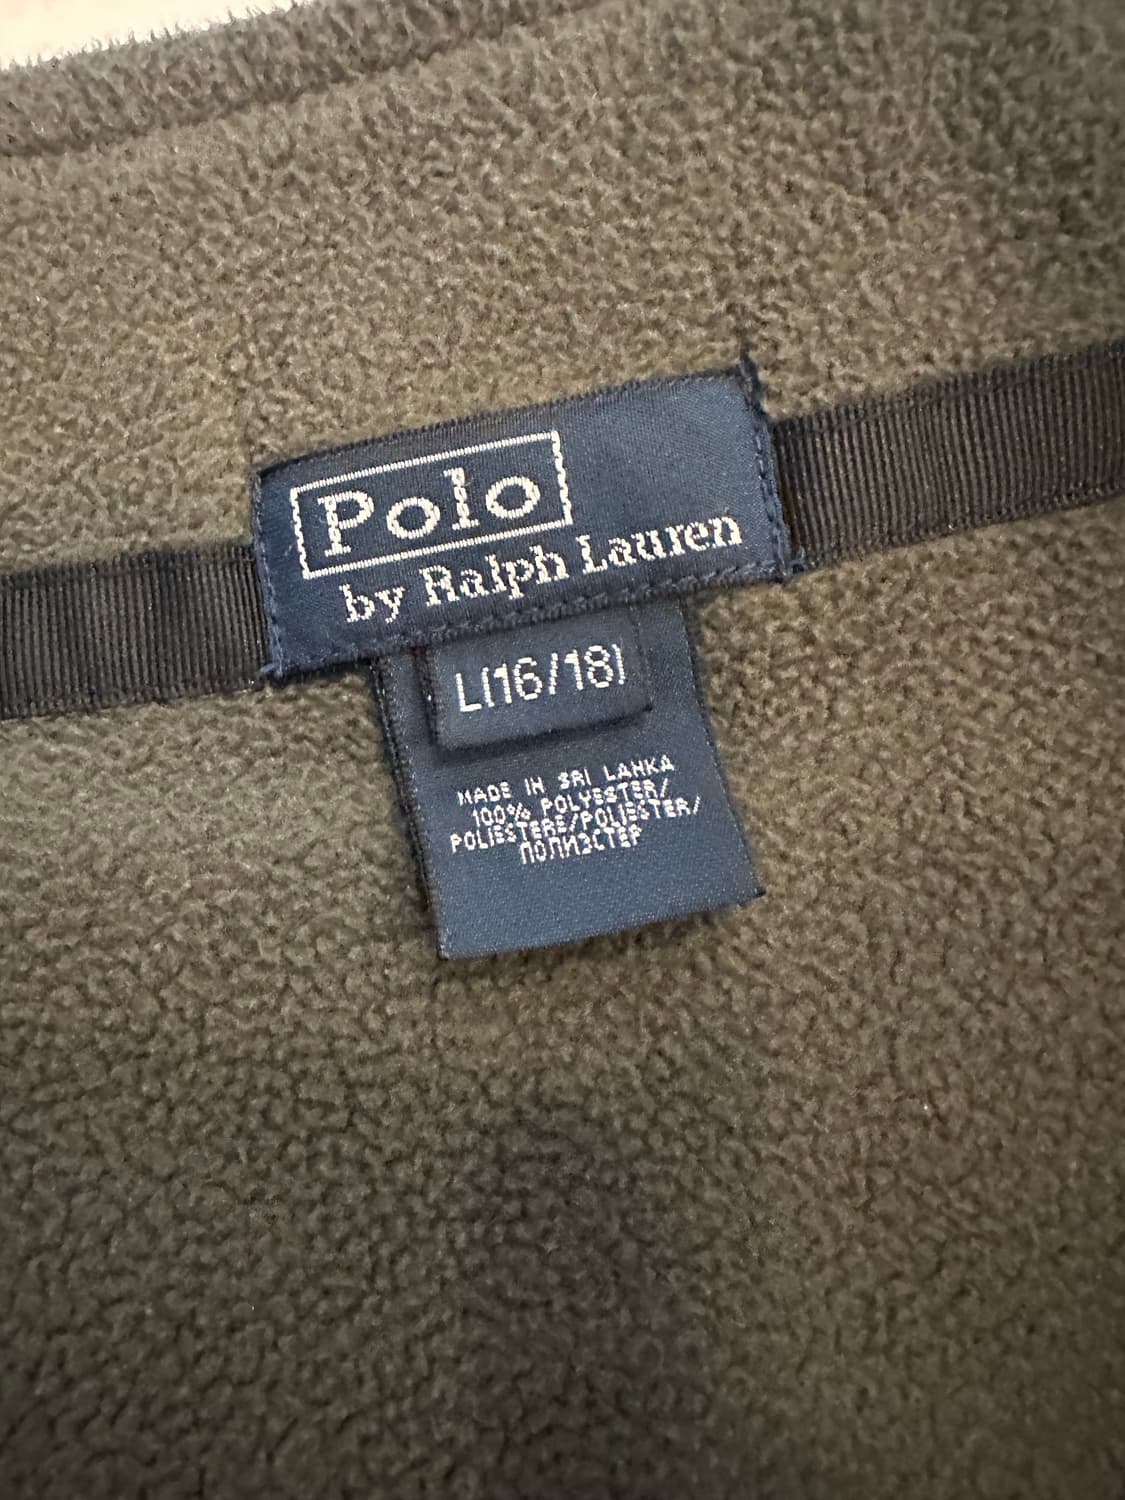 Polo
by Ralph Lauren
L(16/18)
MADE IN SRI LANKA
100% POLYESTER/
POLIESTERE/POLIESTER/
ПОЛИЭСТЕР